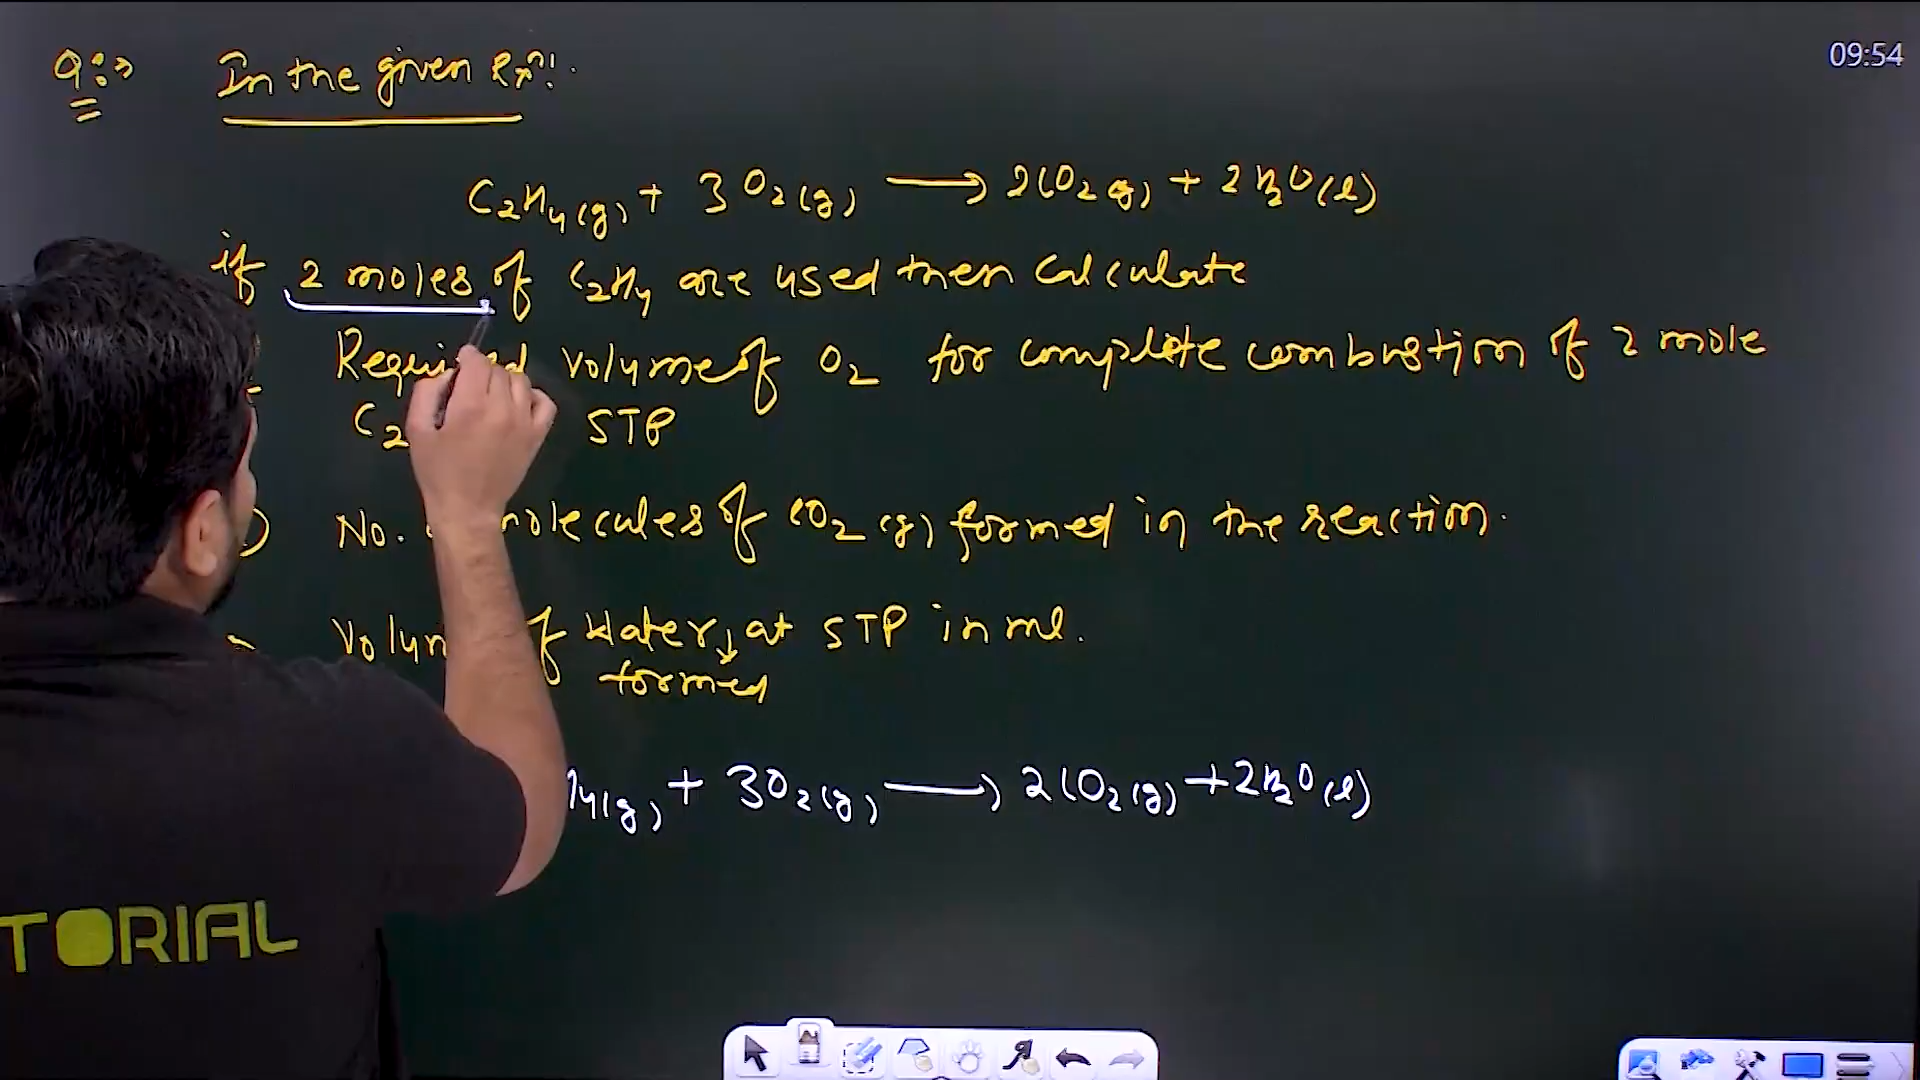 Q:→ In the given Rxn:
09:54
C2H4(g) + 3O2(g) ⟶ 2CO2(g) + 2H2O(l)
if 2 moles of C2H4 are used then calculate
Required volume of O2 for complete combustion of 2 mole
C2 STP
No. molecules of CO2(g) formed in the reaction.
Volum of water↓ at STP in ml.
formed
4(g) + 3O2(g) ⟶ 2CO2(g) + 2H2O(l)
TORIAL